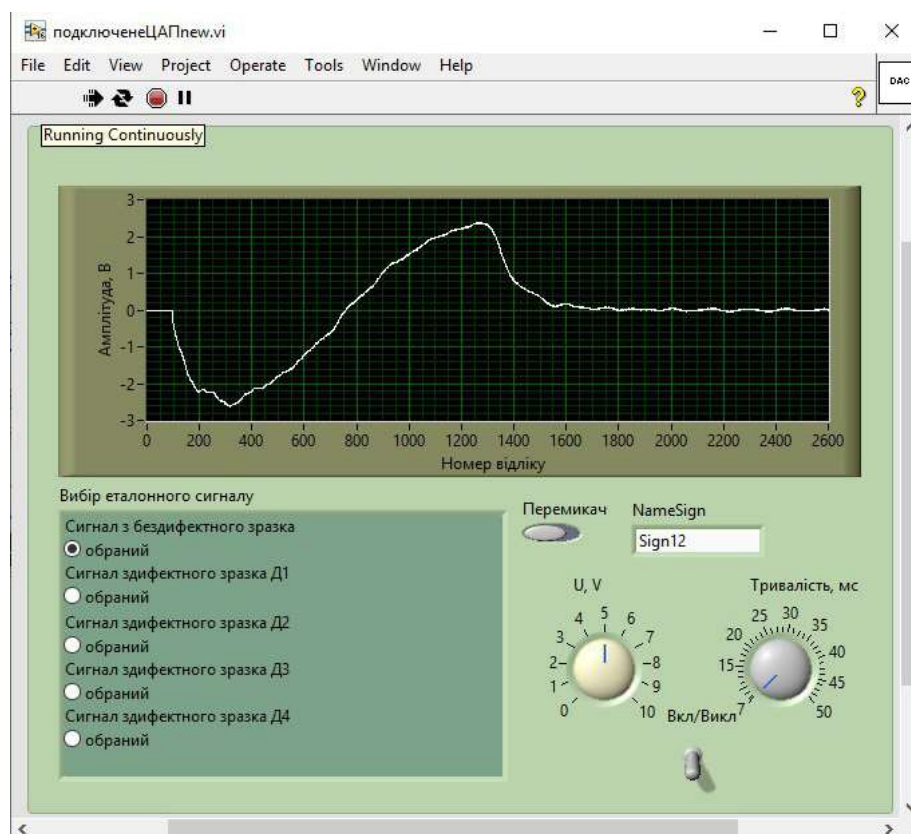 подключенеЦАПnew.vi
File Edit View Project Operate Tools Window Help
DAC
Running Continuously
3
2
1
0
-1
-2
-3
Амплітуда, В
0 200 400 600 800 1000 1200 1400 1600 1800 2000 2200 2400 2600
Номер відліку
Вибір еталонного сигналу
Сигнал з бездифектного зразка
обраний
Сигнал здифектного зразка Д1
обраний
Сигнал здифектного зразка Д2
обраний
Сигнал здифектного зразка Д3
обраний
Сигнал здифектного зразка Д4
обраний
Перемикач
NameSign
Sign12
U, V
0 1 2 3 4 5 6 7 8 9 10
Тривалість, мс
7 15 20 25 30 35 40 45 50
Вкл/Викл